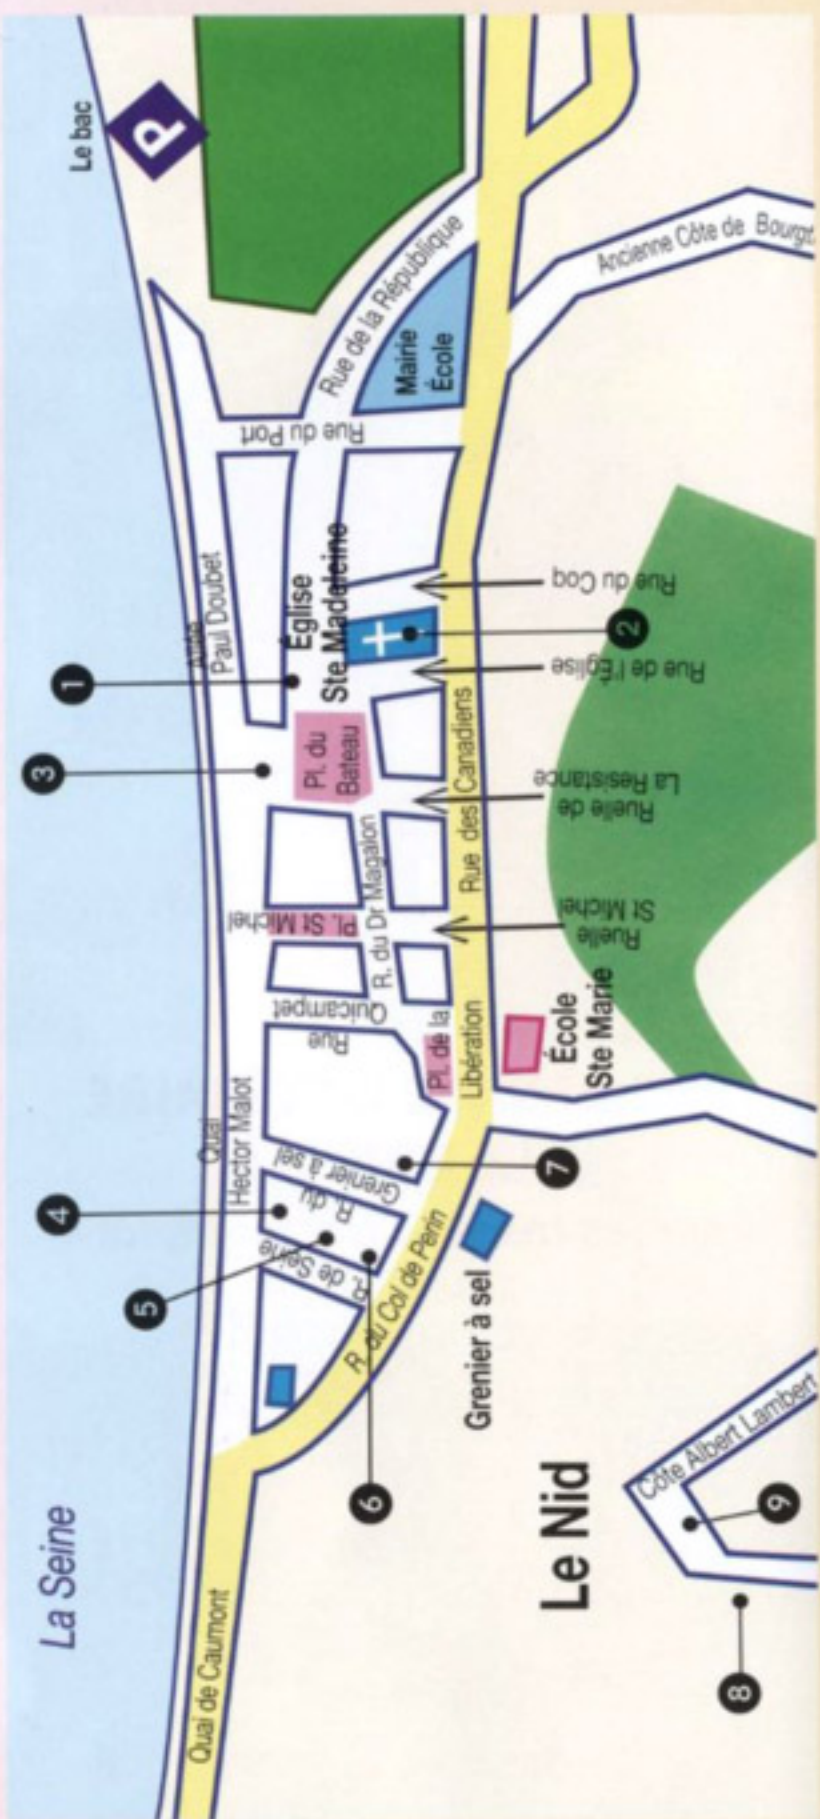 La Seine
Le bac
P
Quai de Caumont
Quai
Hector Malot
Allée
Paul Doubet
Rue du Port
Rue de la République
Mairie
École
Ancienne Côte de Bourgt
Église
Ste Madeleine
Pl. du
Bateau
Pl. St Michel
R. du Dr Magalon
Rue
Quicampet
R. du
Grenier à sel
R. de Seine
Pl. de la
Libération
Rue des Canadiens
R. du Col de Perin
Rue du Coq
Rue de l'Église
Ruelle de
La Resistance
Ruelle
St Michel
École
Ste Marie
Grenier à sel
Le Nid
Côte Albert Lambert
1
2
3
4
5
6
7
8
9